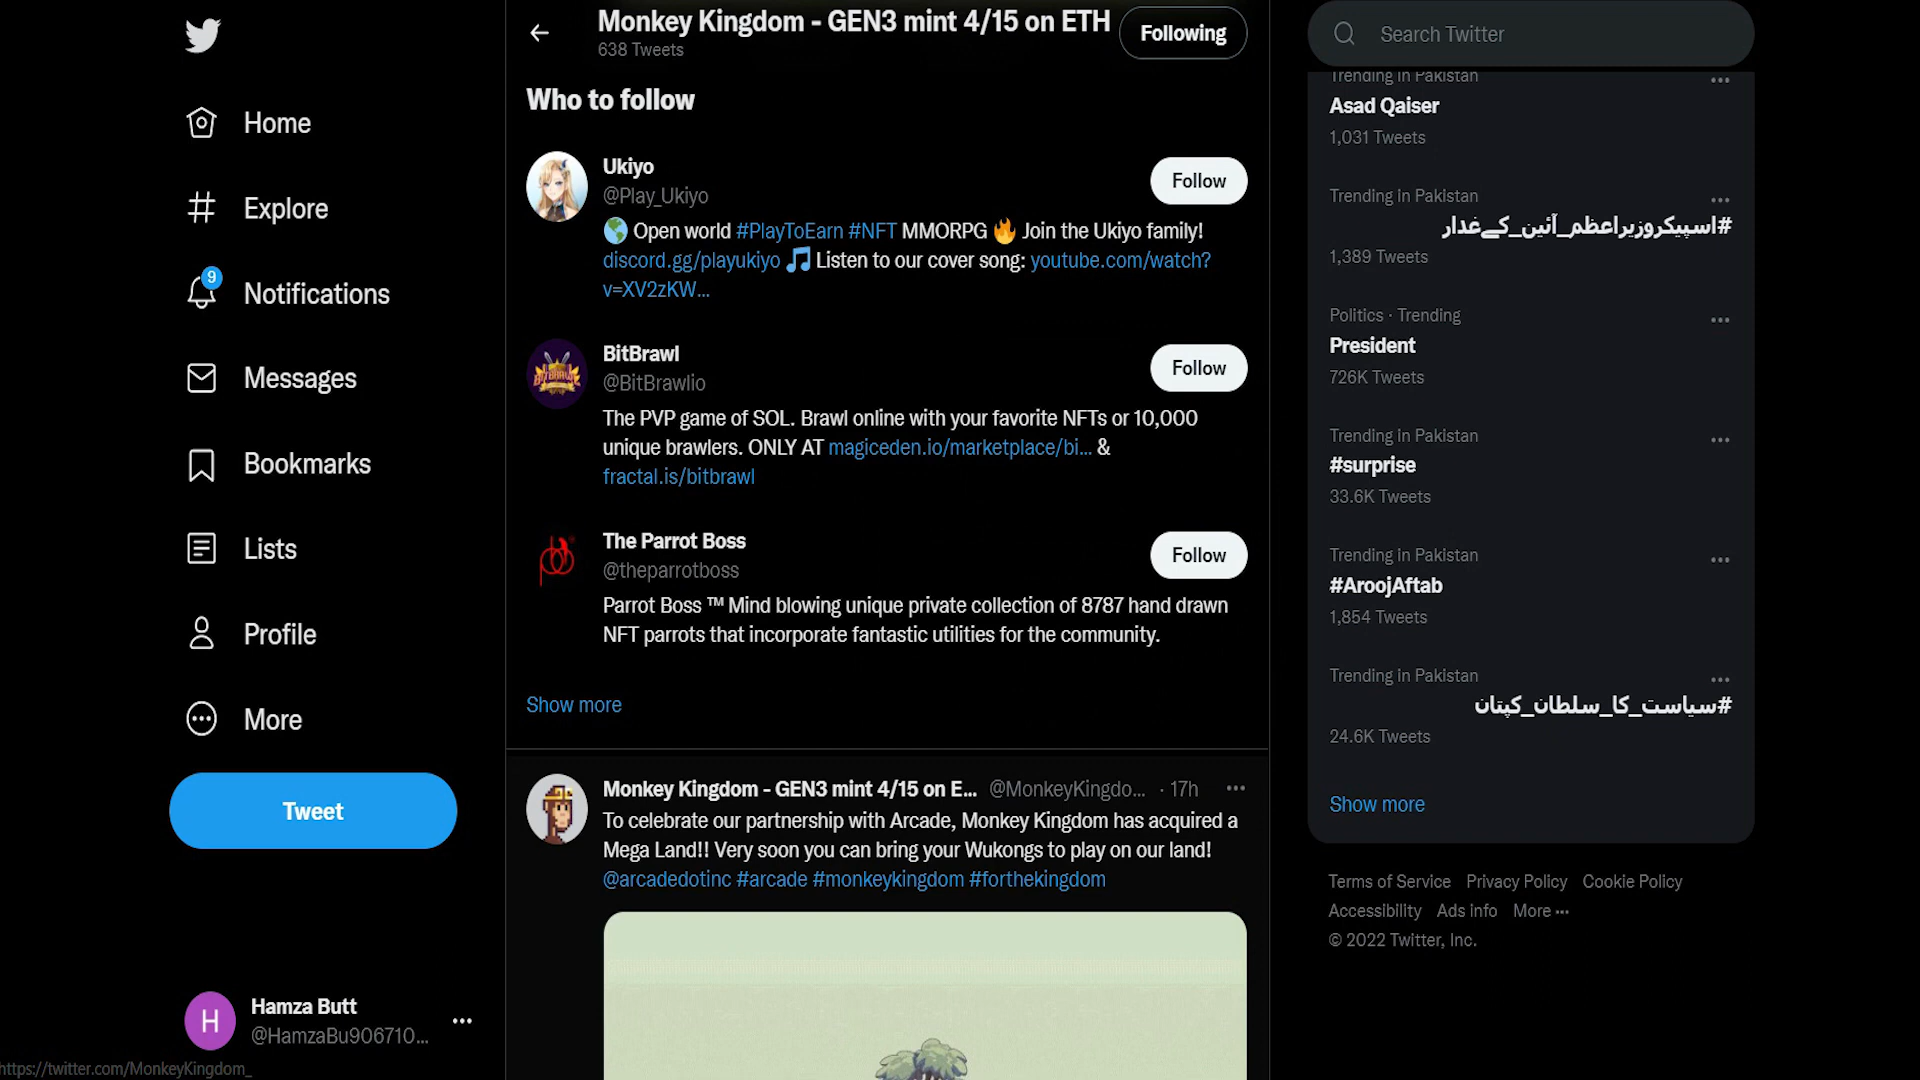 Home
Explore
9
Notifications
Messages
Bookmarks
Lists
Profile
More
Tweet
H
Hamza Butt
@HamzaBu906710...
https://twitter.com/MonkeyKingdom_
Monkey Kingdom - GEN3 mint 4/15 on ETH
638 Tweets
Following
Who to follow
Ukiyo
@Play_Ukiyo
Follow
Open world #PlayToEarn #NFT MMORPG 🔥 Join the Ukiyo family!
discord.gg/playukiyo 🎵 Listen to our cover song: youtube.com/watch?
v=XV2zKW...
BitBrawl
@BitBrawlio
Follow
The PVP game of SOL. Brawl online with your favorite NFTs or 10,000
unique brawlers. ONLY AT magiceden.io/marketplace/bi... &
fractal.is/bitbrawl
The Parrot Boss
@theparrotboss
Follow
Parrot Boss ™ Mind blowing unique private collection of 8787 hand drawn
NFT parrots that incorporate fantastic utilities for the community.
Show more
Monkey Kingdom - GEN3 mint 4/15 on E... @MonkeyKingdo... · 17h
To celebrate our partnership with Arcade, Monkey Kingdom has acquired a
Mega Land!! Very soon you can bring your Wukongs to play on our land!
@arcadedotinc #arcade #monkeykingdom #forthekingdom
Search Twitter
Trending in Pakistan
Asad Qaiser
1,031 Tweets
Trending in Pakistan
#اسپیکروزیراعظم_آئین_کےغدار
1,389 Tweets
Politics · Trending
President
726K Tweets
Trending in Pakistan
#surprise
33.6K Tweets
Trending in Pakistan
#AroojAftab
1,854 Tweets
Trending in Pakistan
#سیاست_کا_سلطان_کپتان
24.6K Tweets
Show more
Terms of Service Privacy Policy Cookie Policy
Accessibility Ads info More ...
© 2022 Twitter, Inc.